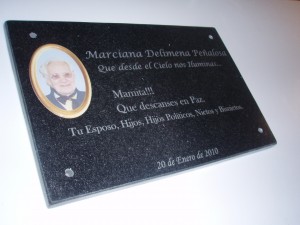 Marciana Delimena Peñaloza
Que desde el Cielo nos Iluminas...
Mamita!!!
Que descanses en Paz.
Tu Esposo, Hijos, Hijos Políticos, Nietos y Bisnietos.
20 de Enero de 2010